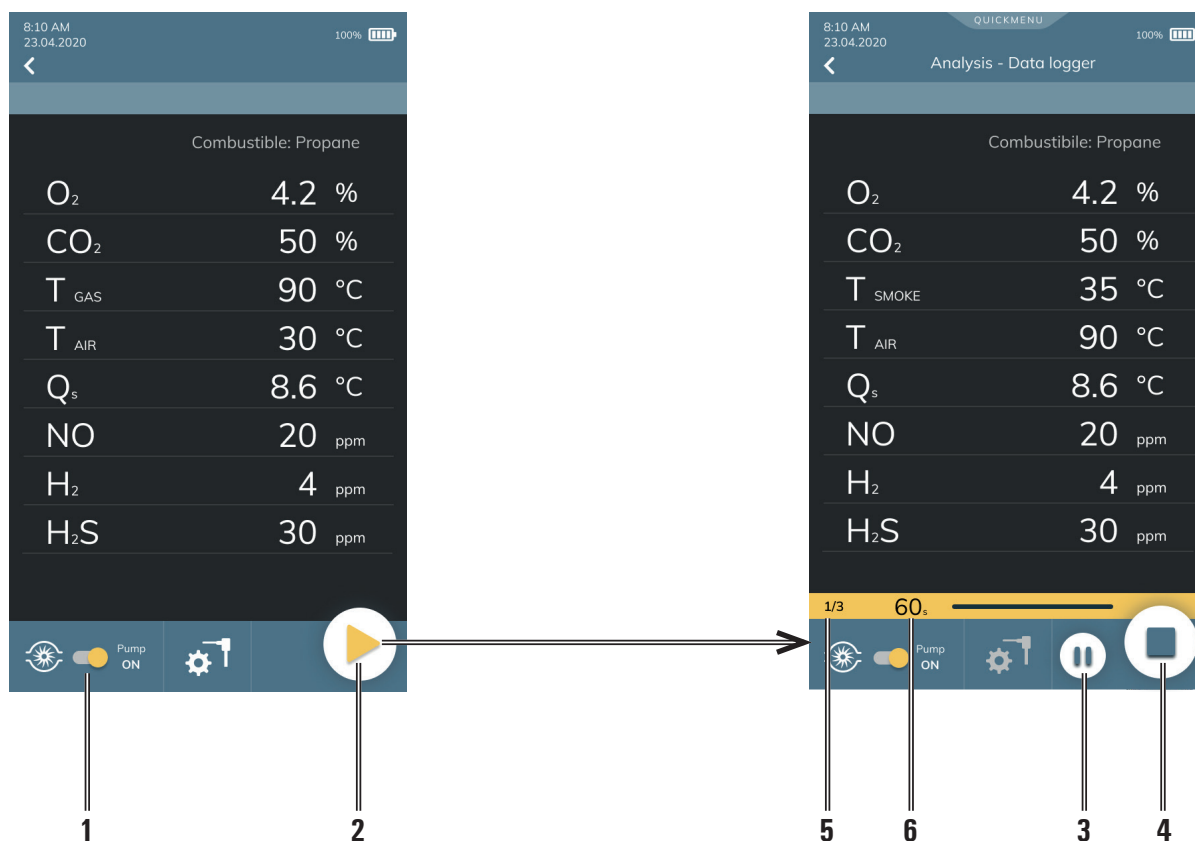 8:10 AM
23.04.2020
100%
Combustible: Propane
O₂ 4.2 %
CO₂ 50 %
T GAS 90 °C
T AIR 30 °C
Qs 8.6 °C
NO 20 ppm
H₂ 4 ppm
H₂S 30 ppm
Pump
ON
1
2
QUICKMENU
8:10 AM
23.04.2020
100%
Analysis - Data logger
Combustibile: Propane
O₂ 4.2 %
CO₂ 50 %
T SMOKE 35 °C
T AIR 90 °C
Qs 8.6 °C
NO 20 ppm
H₂ 4 ppm
H₂S 30 ppm
1/3 60s
Pump
ON
5
6
3
4